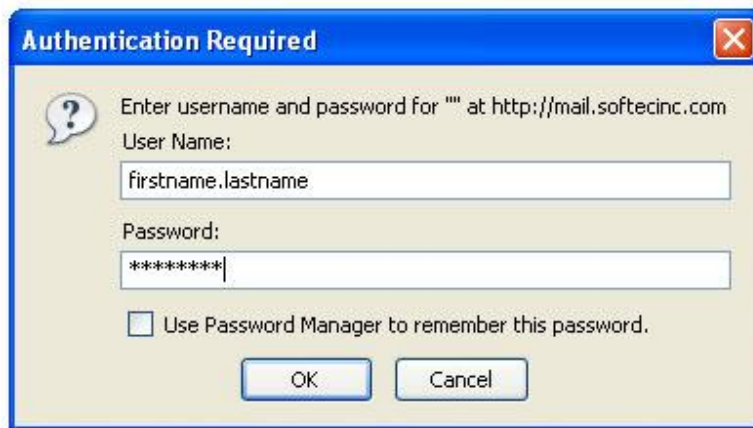 Authentication Required
Enter username and password for "" at http://mail.softecinc.com
User Name:
firstname.lastname
Password:
********
Use Password Manager to remember this password.
OK
Cancel